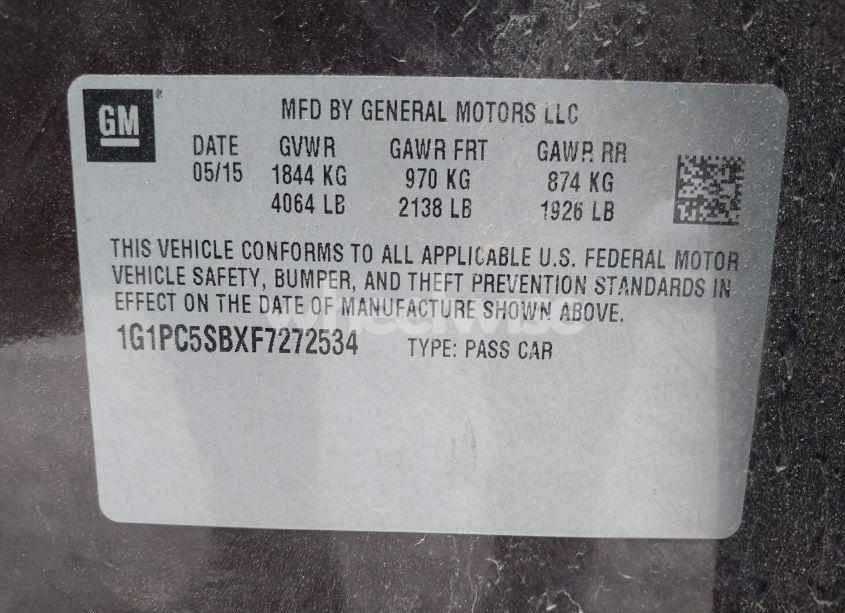 GM
MFD BY GENERAL MOTORS LLC
DATE GVWR GAWR FRT GAWR RR
05/15 1844 KG 970 KG 874 KG
4064 LB 2138 LB 1926 LB
THIS VEHICLE CONFORMS TO ALL APPLICABLE U.S. FEDERAL MOTOR
VEHICLE SAFETY, BUMPER, AND THEFT PREVENTION STANDARDS IN
EFFECT ON THE DATE OF MANUFACTURE SHOWN ABOVE.
wheelwise
1G1PC5SBXF7272534 TYPE: PASS CAR